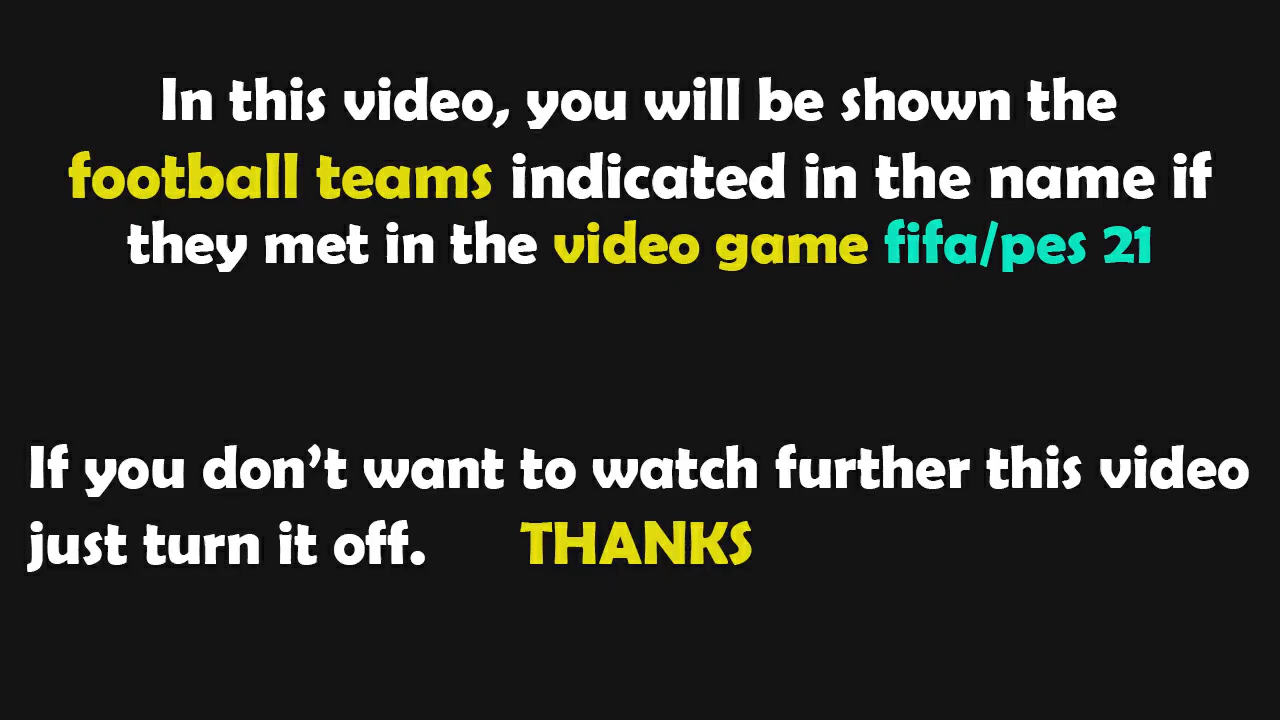 In this video, you will be shown the
football teams indicated in the name if
they met in the video game fifa/pes 21
If you don't want to watch further this video
just turn it off. THANKS